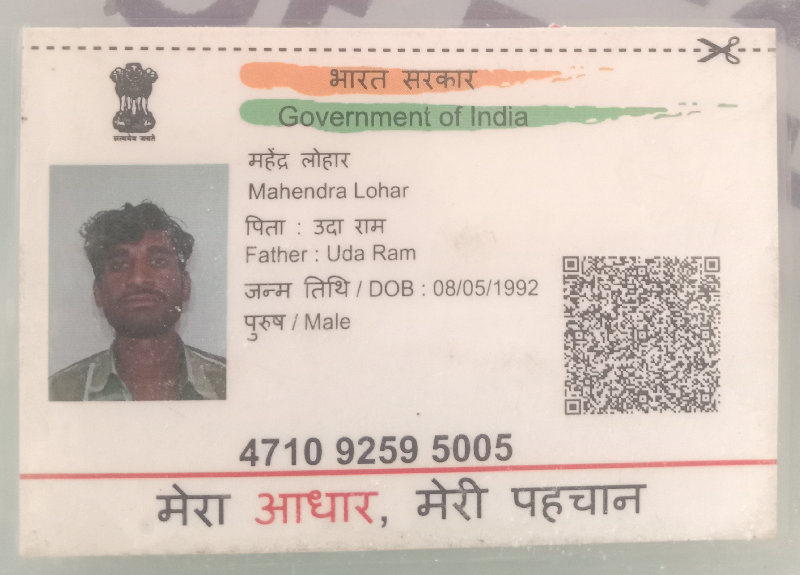 भारत सरकार
Government of India
सत्यमेव जयते
महेंद्र लोहार
Mahendra Lohar
पिता : उदा राम
Father : Uda Ram
जन्म तिथि / DOB : 08/05/1992
पुरुष / Male
4710 9259 5005
मेरा आधार, मेरी पहचान